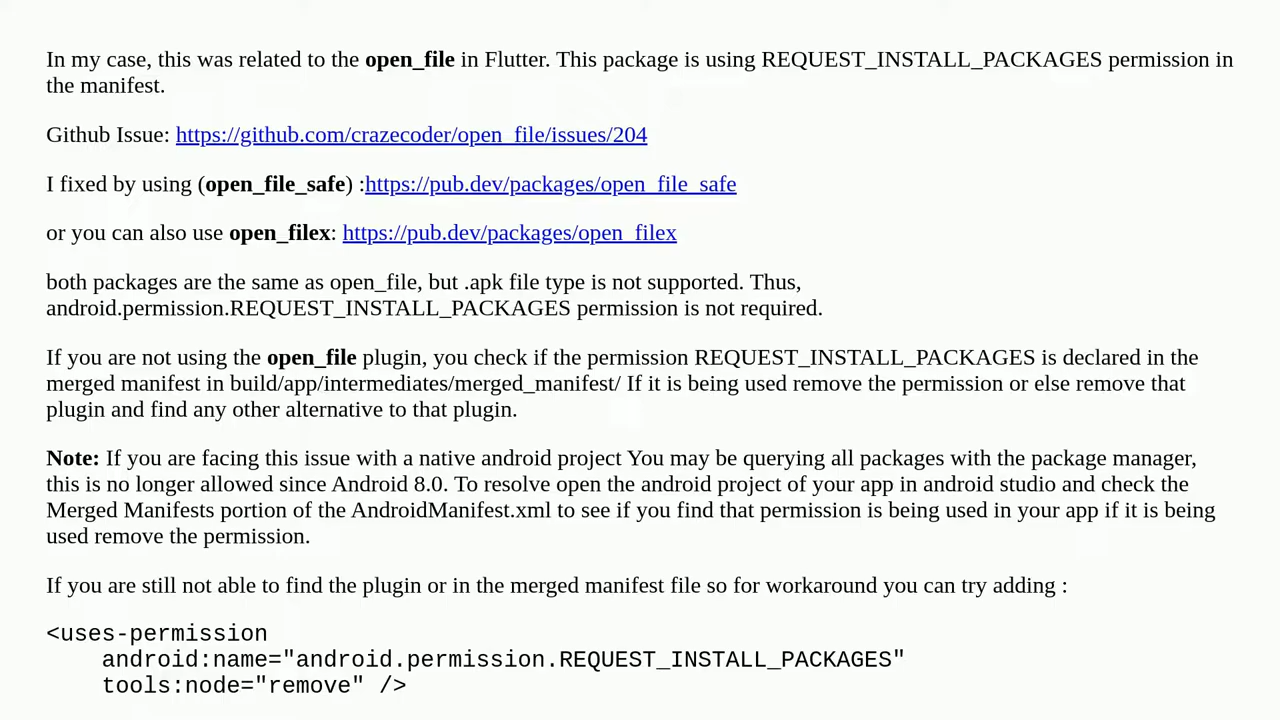 In my case, this was related to the open_file in Flutter. This package is using REQUEST_INSTALL_PACKAGES permission in
the manifest.
Github Issue: https://github.com/crazecoder/open_file/issues/204
I fixed by using (open_file_safe) :https://pub.dev/packages/open_file_safe
or you can also use open_filex: https://pub.dev/packages/open_filex
both packages are the same as open_file, but .apk file type is not supported. Thus,
android.permission.REQUEST_INSTALL_PACKAGES permission is not required.
If you are not using the open_file plugin, you check if the permission REQUEST_INSTALL_PACKAGES is declared in the
merged manifest in build/app/intermediates/merged_manifest/ If it is being used remove the permission or else remove that
plugin and find any other alternative to that plugin.
Note: If you are facing this issue with a native android project You may be querying all packages with the package manager,
this is no longer allowed since Android 8.0. To resolve open the android project of your app in android studio and check the
Merged Manifests portion of the AndroidManifest.xml to see if you find that permission is being used in your app if it is being
used remove the permission.
If you are still not able to find the plugin or in the merged manifest file so for workaround you can try adding :
<uses-permission
    android:name="android.permission.REQUEST_INSTALL_PACKAGES"
    tools:node="remove" />